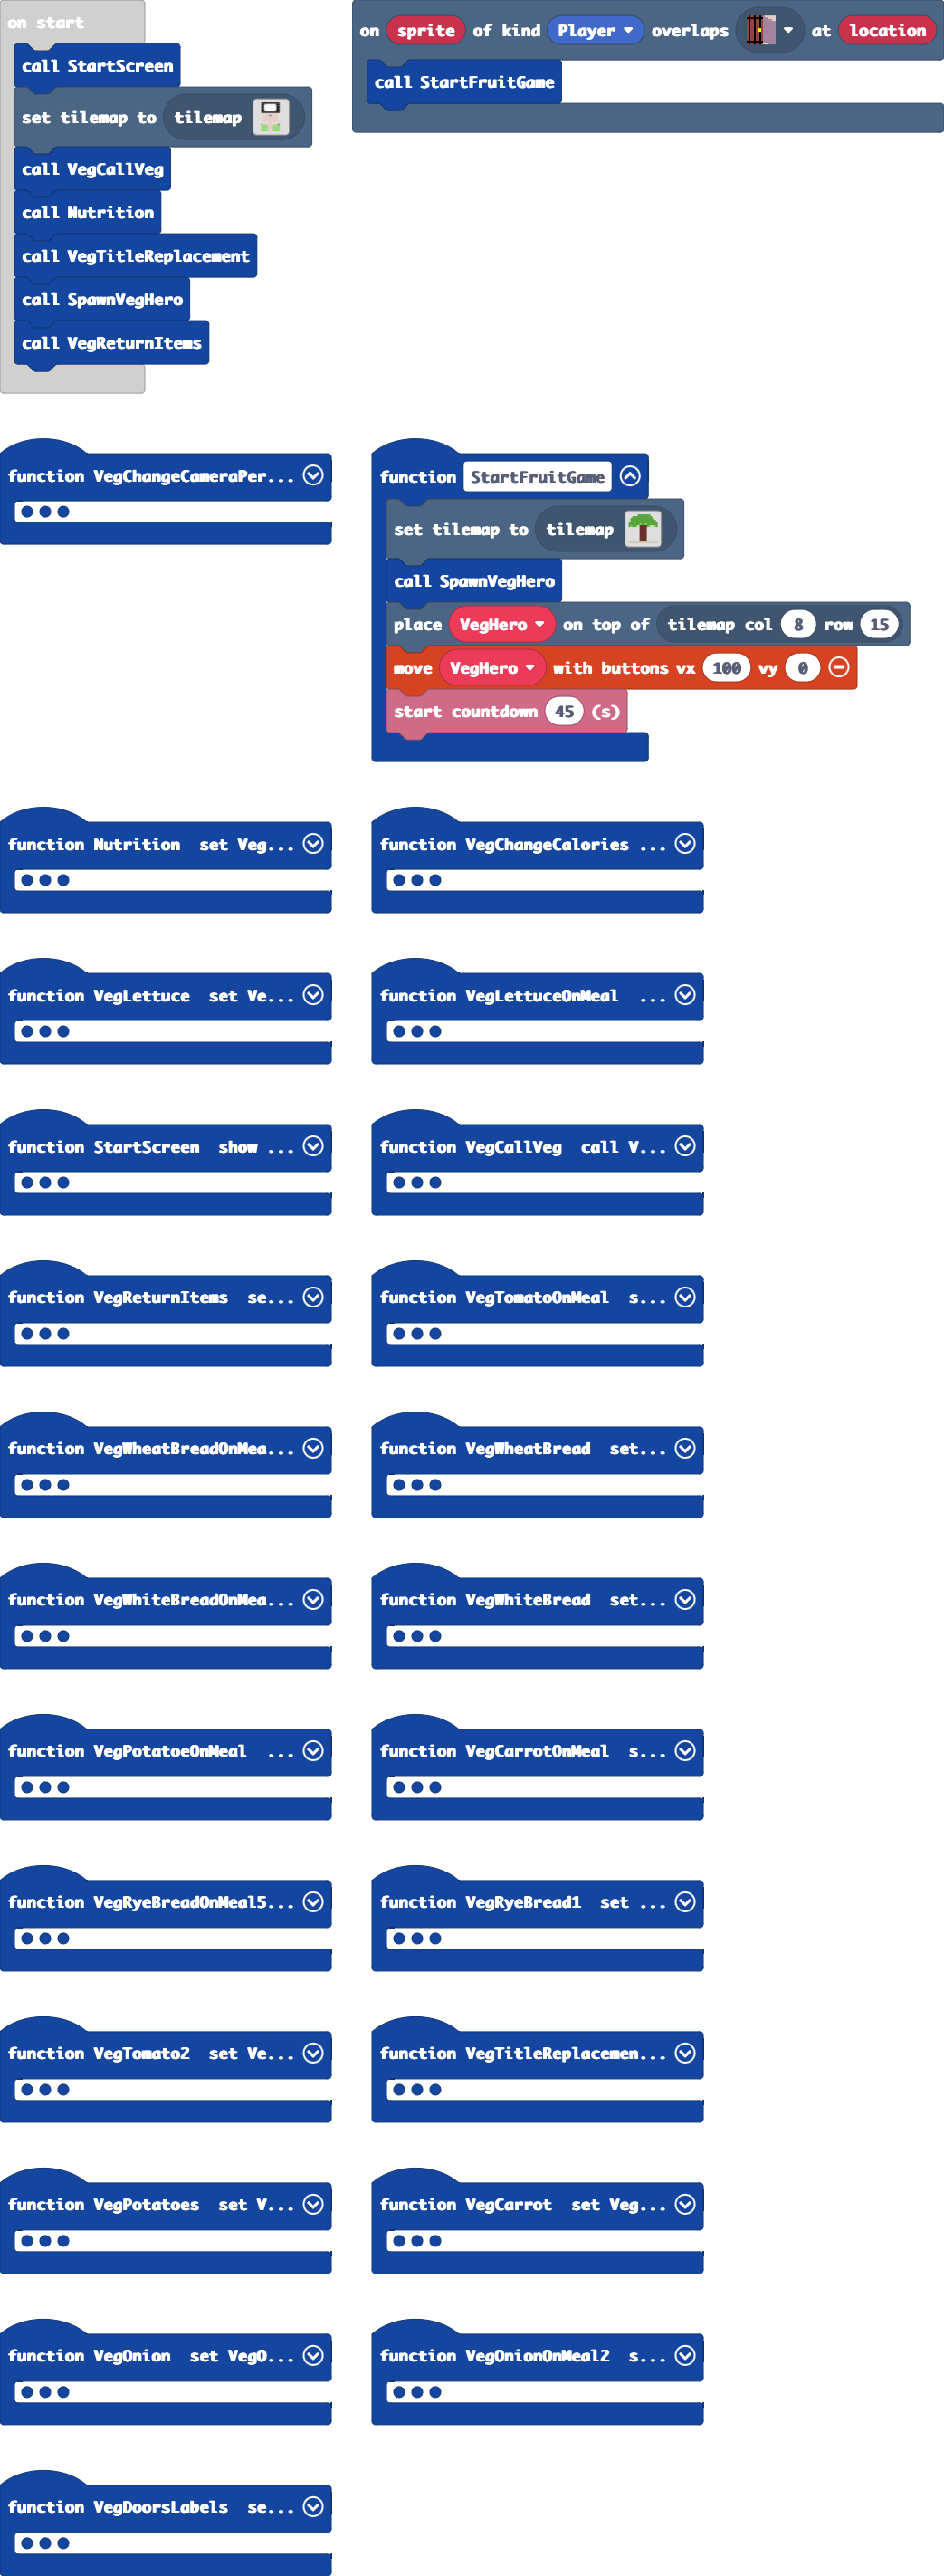 on start
call StartScreen
set tilemap to tilemap
call VegCallVeg
call Nutrition
call VegTitleReplacement
call SpawnVegHero
call VegReturnItems
on sprite of kind Player overlaps at location
call StartFruitGame
function VegChangeCameraPer...
function StartFruitGame
set tilemap to tilemap
call SpawnVegHero
place VegHero on top of tilemap col 8 row 15
move VegHero with buttons vx 100 vy 0
start countdown 45 (s)
function Nutrition set Veg...
function VegChangeCalories ...
function VegLettuce set Ve...
function VegLettuceOnMeal ...
function StartScreen show ...
function VegCallVeg call V...
function VegReturnItems se...
function VegTomatoOnMeal s...
function VegWheatBreadOnMea...
function VegWheatBread set...
function VegWhiteBreadOnMea...
function VegWhiteBread set...
function VegPotatoeOnMeal ...
function VegCarrotOnMeal s...
function VegRyeBreadOnMeal5...
function VegRyeBread1 set ...
function VegTomato2 set Ve...
function VegTitleReplacemen...
function VegPotatoes set V...
function VegCarrot set Veg...
function VegOnion set VegO...
function VegOnionOnMeal2 s...
function VegDoorsLabels se...